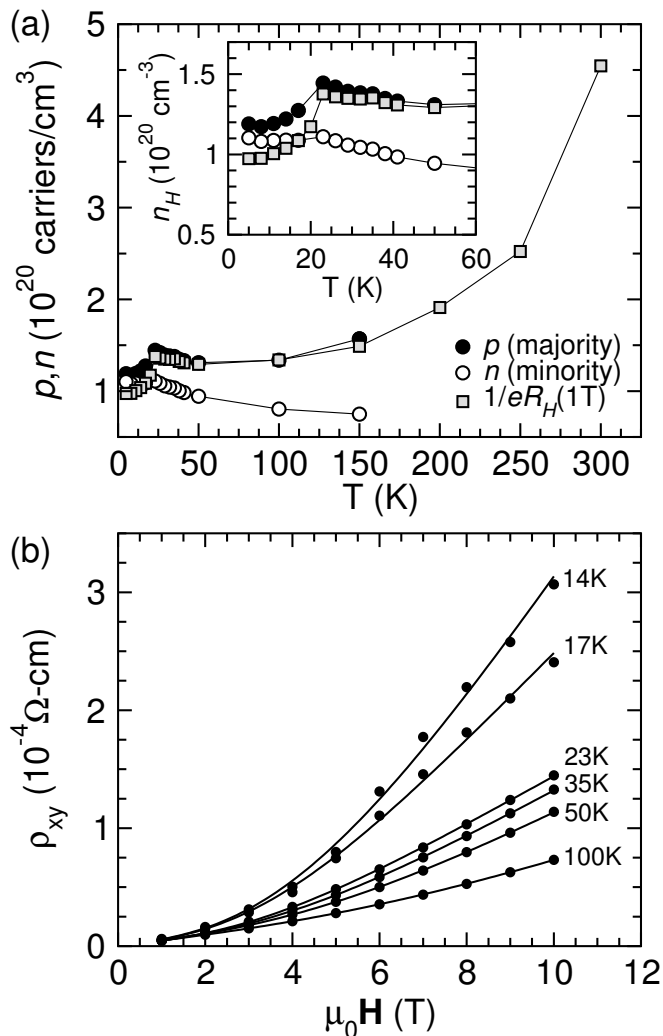 (a)
5
4
3
2
1
p,n (10^20 carriers/cm^3)
1.5
1
0.5
n_H (10^20 cm^-3)
0 20 40 60
T (K)
p (majority)
n (minority)
1/eR_H(1T)
0 50 100 150 200 250 300
T (K)
(b)
3
2
1
0
ρ_xy (10^-4 Ω-cm)
14K
17K
23K
35K
50K
100K
0 2 4 6 8 10 12
μ_0H (T)